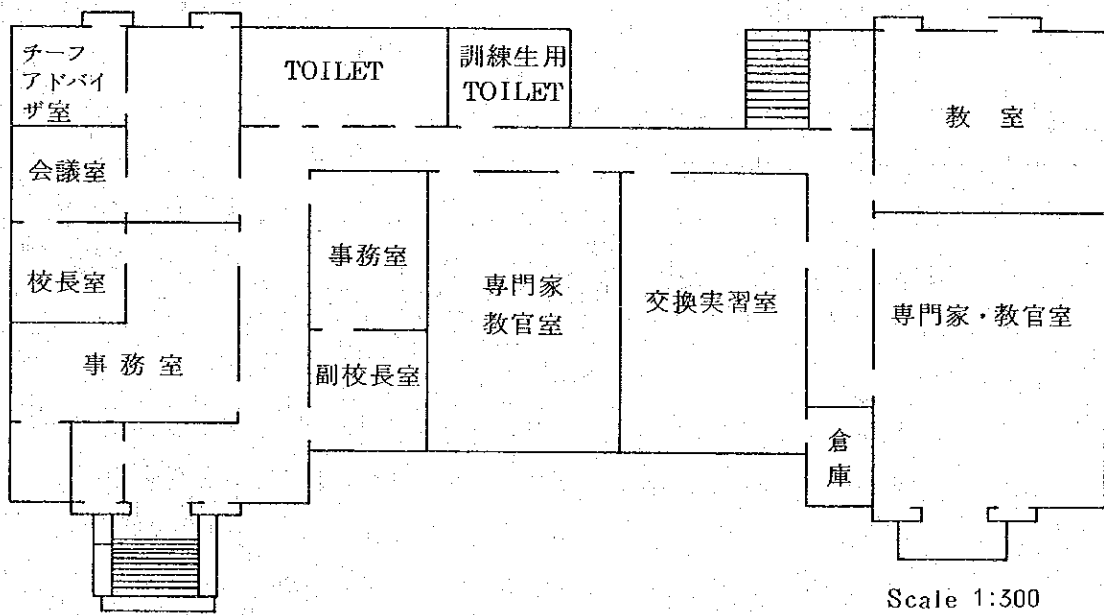 チーフ
アドバイ
ザ室
TOILET
訓練生用
TOILET
教室
会議室
校長室
事務室
事務室
副校長室
専門家
教官室
交換実習室
専門家・教官室
倉
庫
Scale 1:300